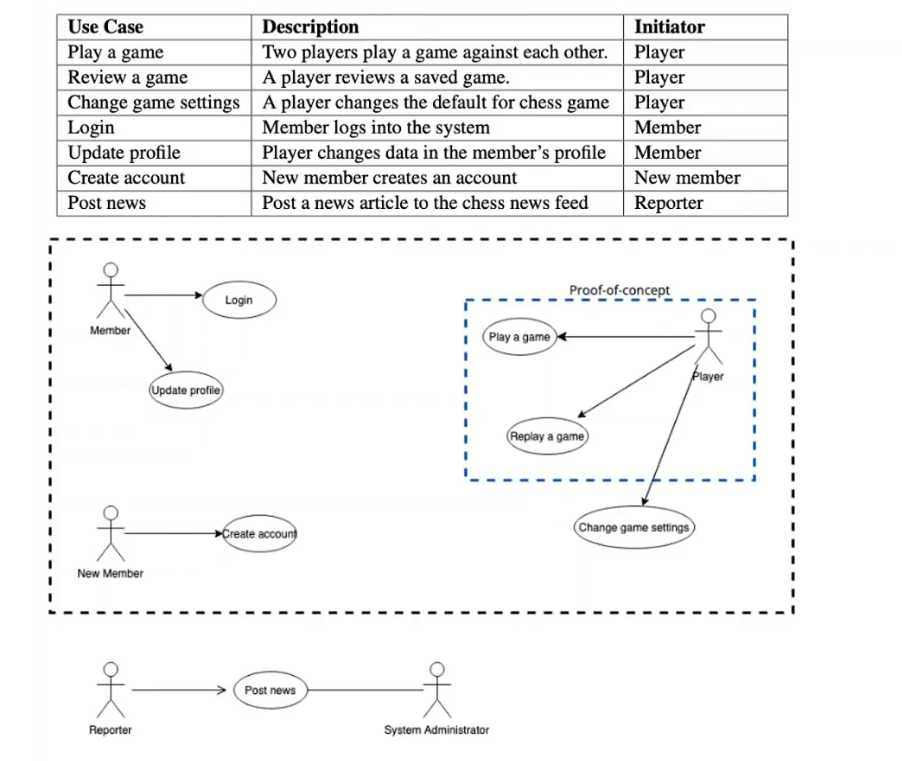 Use Case Description Initiator
Play a game Two players play a game against each other. Player
Review a game A player reviews a saved game. Player
Change game settings A player changes the default for chess game Player
Login Member logs into the system Member
Update profile Player changes data in the member's profile Member
Create account New member creates an account New member
Post news Post a news article to the chess news feed Reporter
Proof-of-concept
Login
Member
Play a game
Player
Update profile
Replay a game
Change game settings
Create account
New Member
Post news
Reporter
System Administrator